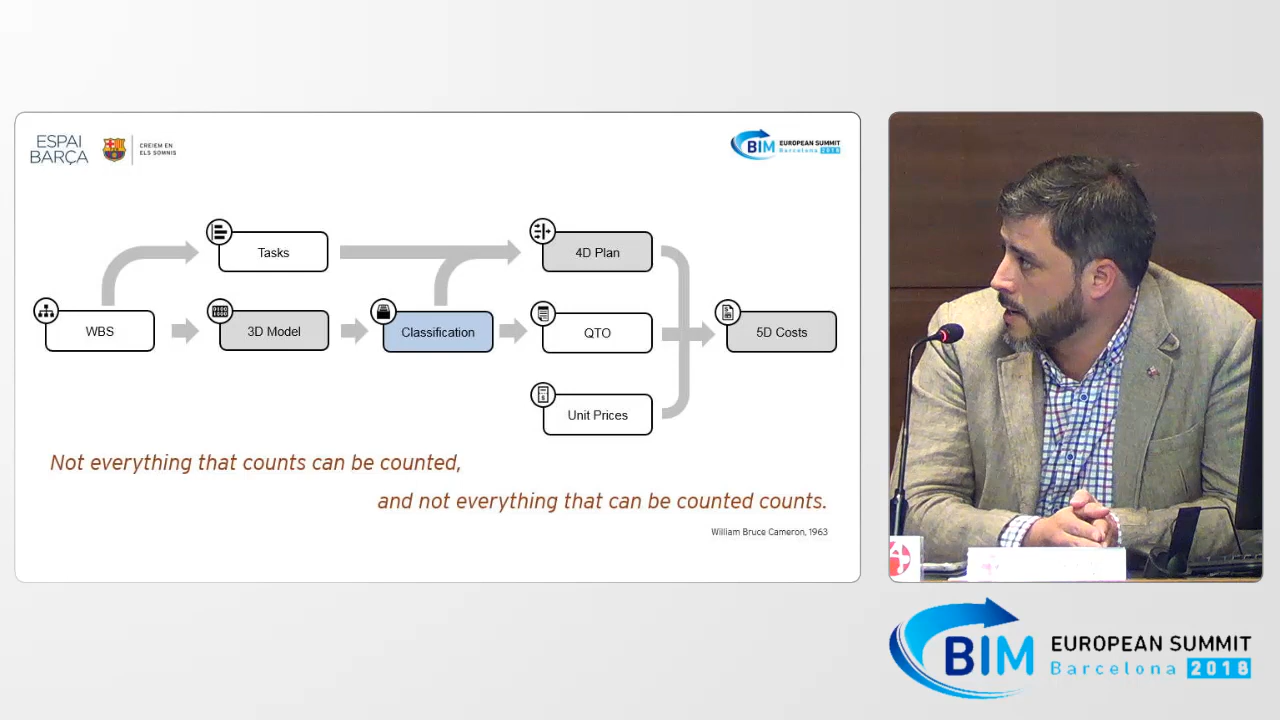 ESPAI
BARÇA
CREIEM EN
ELS SOMNIS
BIM EUROPEAN SUMMIT
Barcelona 2018
Tasks
4D Plan
WBS
3D Model
Classification
QTO
5D Costs
Unit Prices
Not everything that counts can be counted,
and not everything that can be counted counts.
William Bruce Cameron, 1963
BIM EUROPEAN SUMMIT
Barcelona 2018